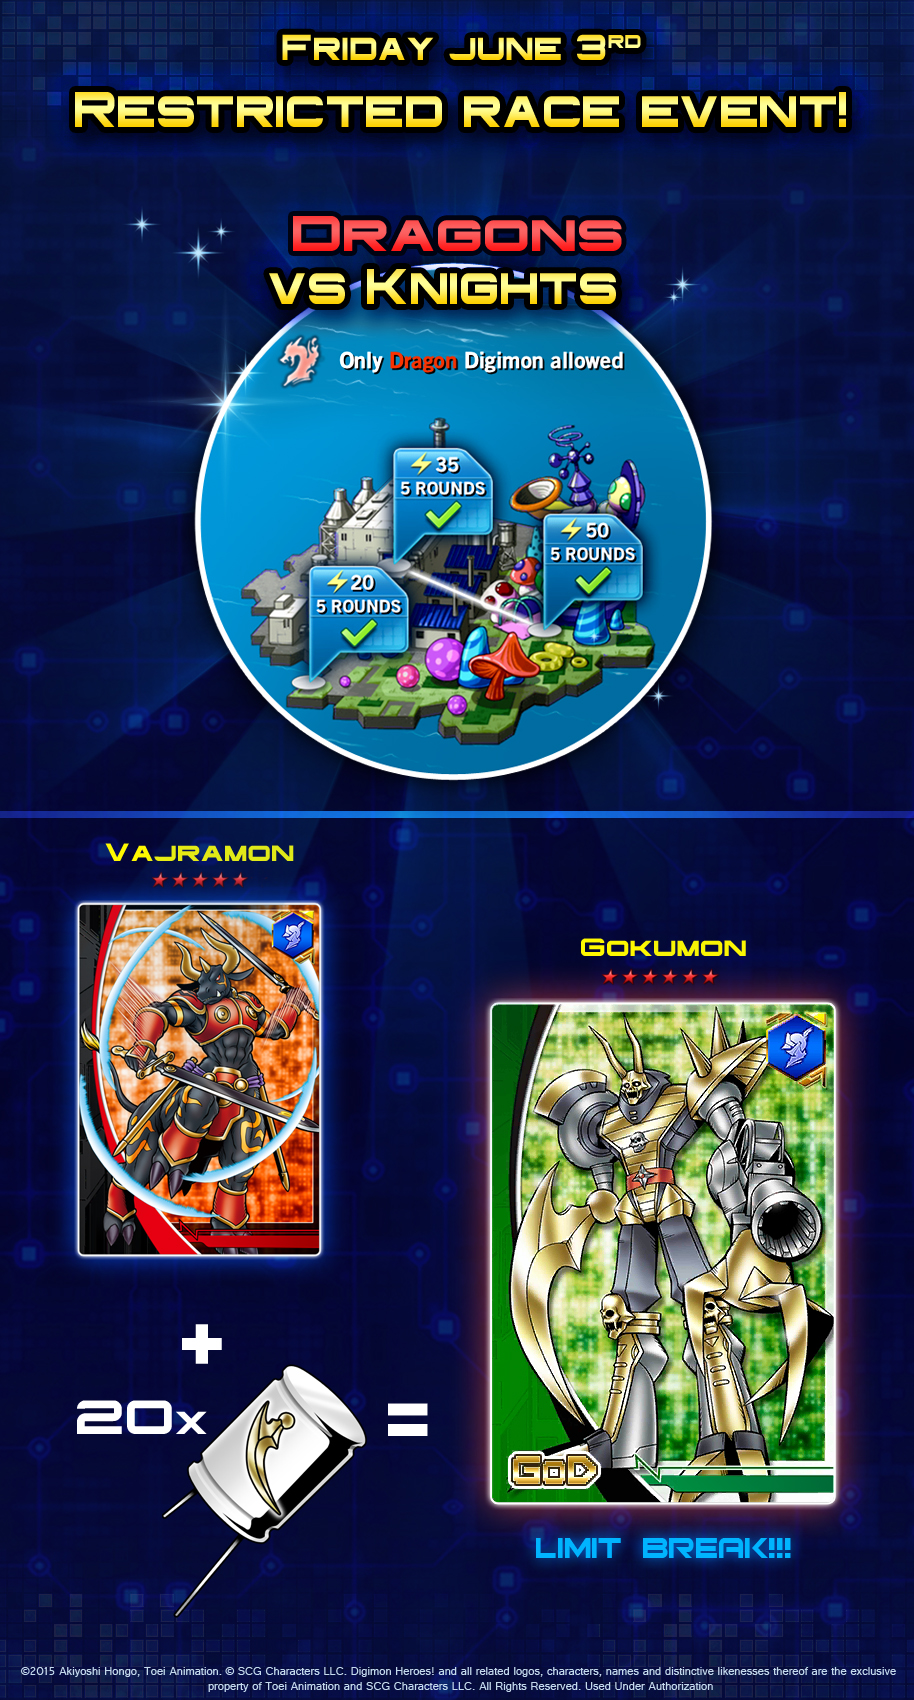 FRIDAY JUNE 3RD
RESTRICTED RACE EVENT!
DRAGONS
VS KNIGHTS
Only Dragon Digimon allowed
35
5 ROUNDS
50
5 ROUNDS
20
5 ROUNDS
VAJRAMON
GOKUMON
+
20x
=
GOD
LIMIT BREAK!!!
©2015 Akiyoshi Hongo, Toei Animation. © SCG Characters LLC. Digimon Heroes! and all related logos, characters, names and distinctive likenesses thereof are the exclusive
property of Toei Animation and SCG Characters LLC. All Rights Reserved. Used Under Authorization